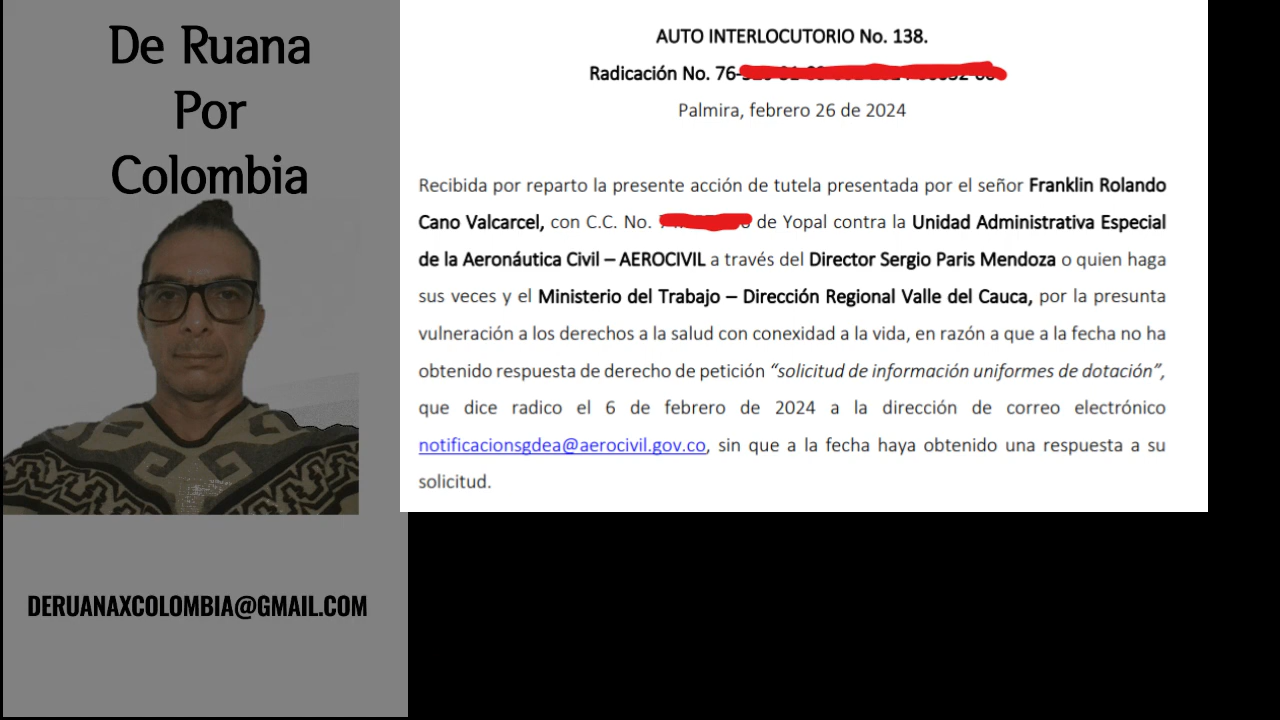 De Ruana
Por
Colombia
DERUANAXCOLOMBIA@GMAIL.COM
AUTO INTERLOCUTORIO No. 138.
Radicación No. 76-
Palmira, febrero 26 de 2024
Recibida por reparto la presente acción de tutela presentada por el señor Franklin Rolando
Cano Valcarcel, con C.C. No. de Yopal contra la Unidad Administrativa Especial
de la Aeronáutica Civil – AEROCIVIL a través del Director Sergio Paris Mendoza o quien haga
sus veces y el Ministerio del Trabajo – Dirección Regional Valle del Cauca, por la presunta
vulneración a los derechos a la salud con conexidad a la vida, en razón a que a la fecha no ha
obtenido respuesta de derecho de petición “solicitud de información uniformes de dotación”,
que dice radico el 6 de febrero de 2024 a la dirección de correo electrónico
notificacionsgdea@aerocivil.gov.co, sin que a la fecha haya obtenido una respuesta a su
solicitud.